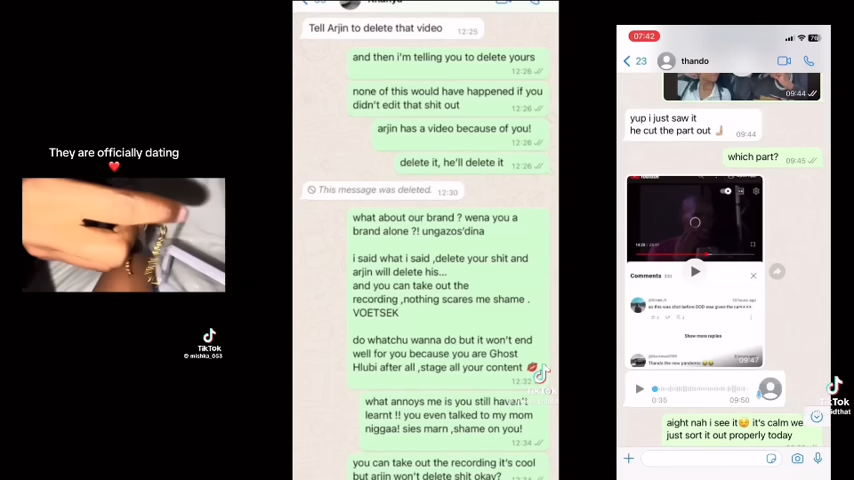 They are officially dating
❤️
TikTok
@ mishka_053
Tell Arjin to delete that video
12:25
and then i'm telling you to delete yours
12:26
none of this would have happened if you
didn't edit that shit out
12:26
arjin has a video because of you!
12:26
delete it, he'll delete it
12:26
This message was deleted.
12:30
what about our brand ? wena you a
brand alone ?! ungazos'dina
i said what i said ,delete your shit and
arjin will delete his...
and you can take out the
recording ,nothing scares me shame .
VOETSEK
do whatchu wanna do but it won't end
well for you because you are Ghost
Hlubi after all ,stage all your content 💋
12:32
TikTok
what annoys me is you still haven't
learnt !! you even talked to my mom
niggaa! sies marn ,shame on you!
12:34
you can take out the recording it's cool
but arjin won't delete shit okay?
07:42
23
thando
09:44
yup i just saw it
he cut the part out
09:44
which part?
09:45
Comments
Show more replies
09:47
0:36
09:50
TikTok
idthat
aight nah i see it😊 it's calm we
just sort it out properly today